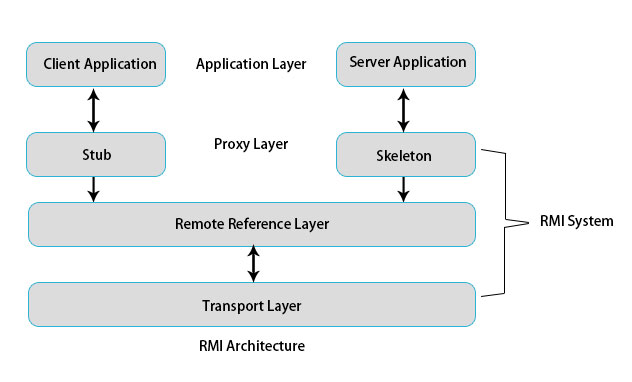 Client Application
Application Layer
Server Application
Stub
Proxy Layer
Skeleton
Remote Reference Layer
RMI System
Transport Layer
RMI Architecture